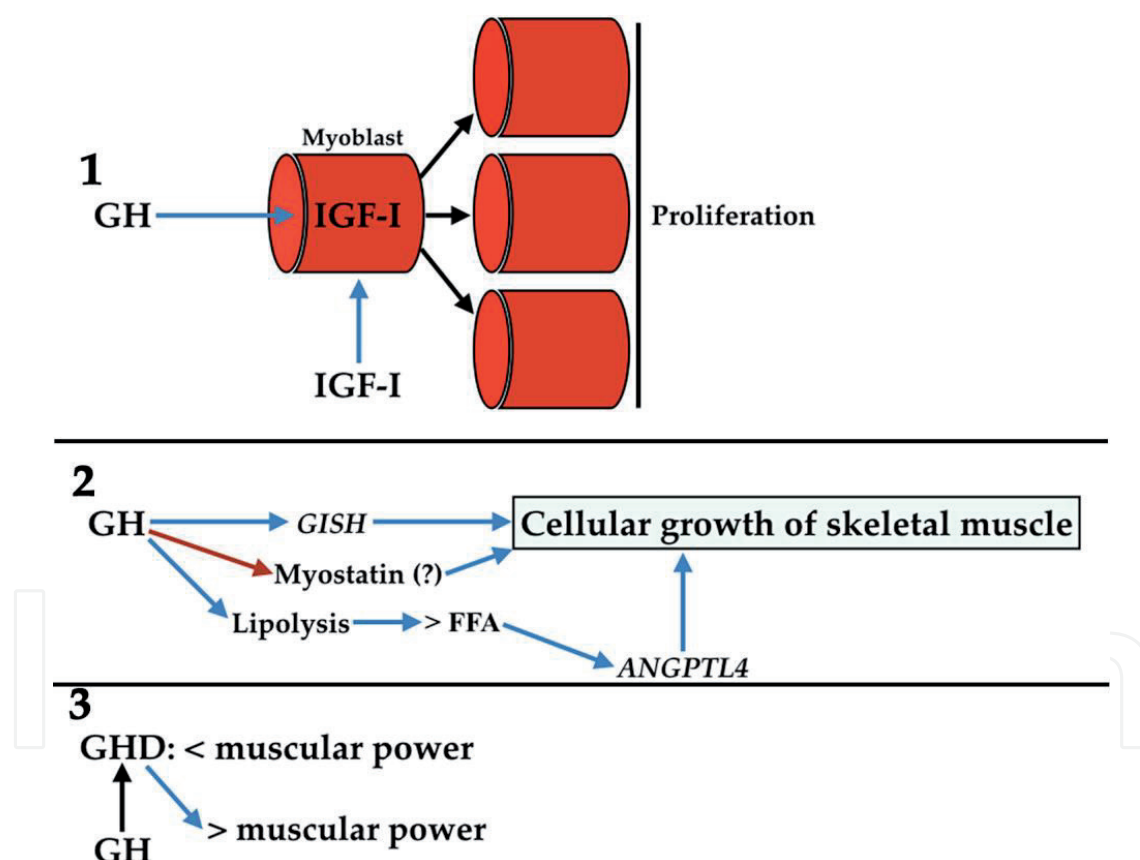 Myoblast
1
GH
IGF-I
Proliferation
IGF-I
2
GH
GISH
Cellular growth of skeletal muscle
Myostatin (?)
Lipolysis
> FFA
ANGPTL4
3
GHD: < muscular power
> muscular power
GH